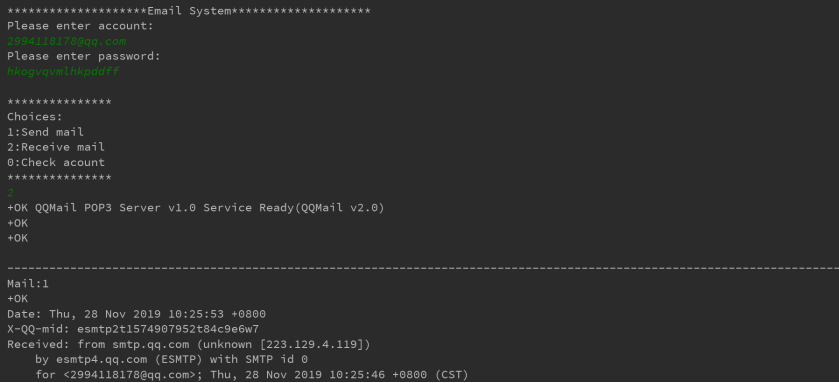 ********************Email System********************
Please enter account:
2994118178@qq.com
Please enter password:
hkogvqvmlhkpddff
***************
Choices:
1:Send mail
2:Receive mail
0:Check acount
***************
2
+OK QQMail POP3 Server v1.0 Service Ready(QQMail v2.0)
+OK
+OK
------------------------------------------------------------------------------------------------------------------------
Mail:1
+OK
Date: Thu, 28 Nov 2019 10:25:53 +0800
X-QQ-mid: esmtp2t1574907952t84c9e6w7
Received: from smtp.qq.com (unknown [223.129.4.119])
by esmtp4.qq.com (ESMTP) with SMTP id 0
for <2994118178@qq.com>; Thu, 28 Nov 2019 10:25:46 +0800 (CST)